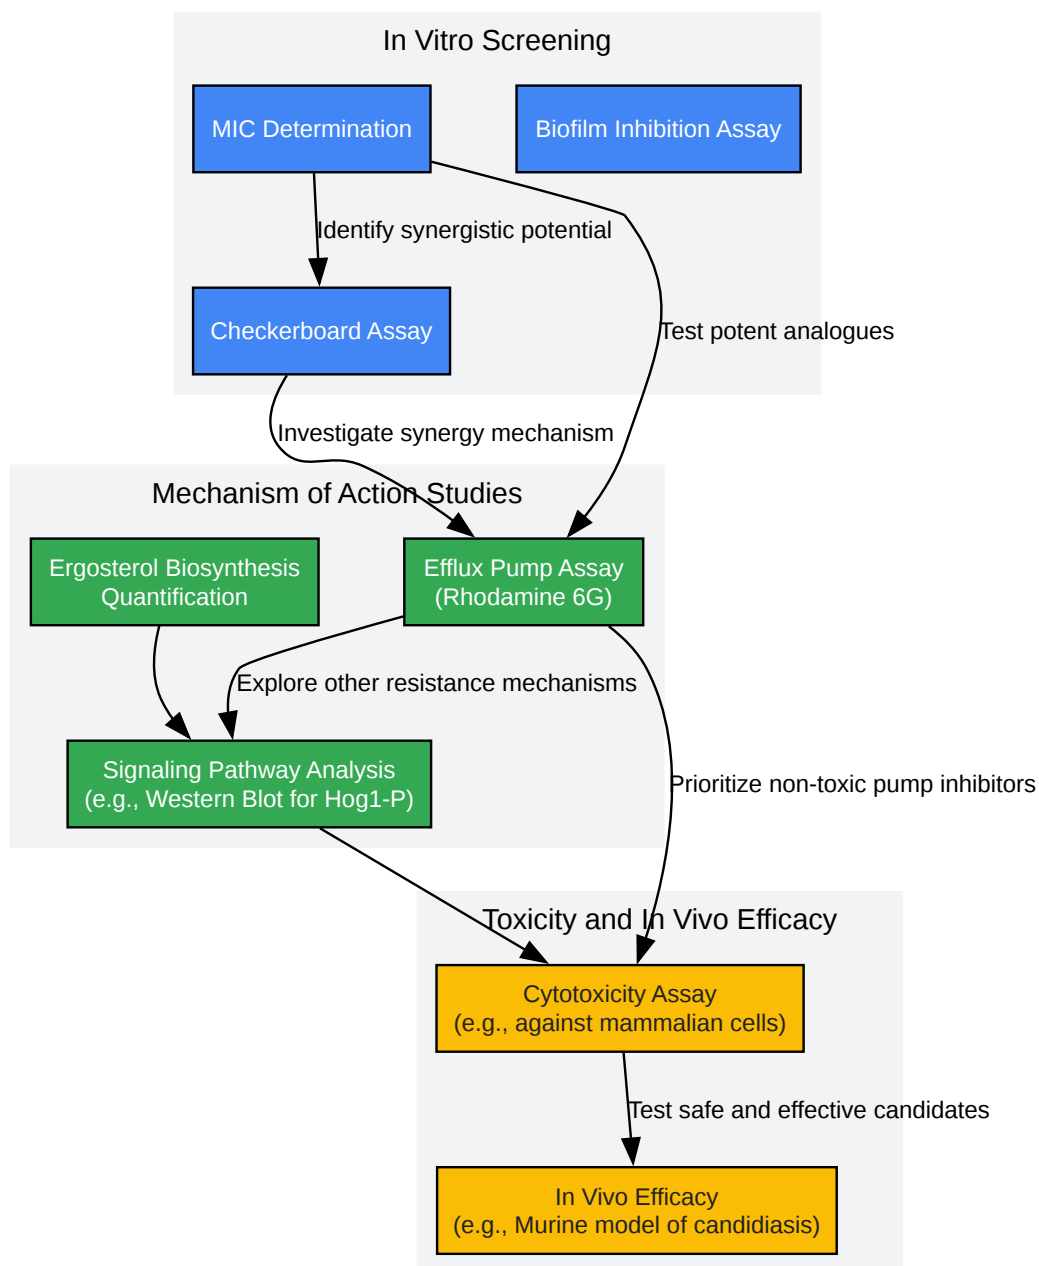 In Vitro Screening
MIC Determination
Biofilm Inhibition Assay
Identify synergistic potential
Checkerboard Assay
Test potent analogues
Investigate synergy mechanism
Mechanism of Action Studies
Ergosterol Biosynthesis
Quantification
Efflux Pump Assay
(Rhodamine 6G)
Explore other resistance mechanisms
Signaling Pathway Analysis
(e.g., Western Blot for Hog1-P)
Prioritize non-toxic pump inhibitors
Toxicity and In Vivo Efficacy
Cytotoxicity Assay
(e.g., against mammalian cells)
Test safe and effective candidates
In Vivo Efficacy
(e.g., Murine model of candidiasis)